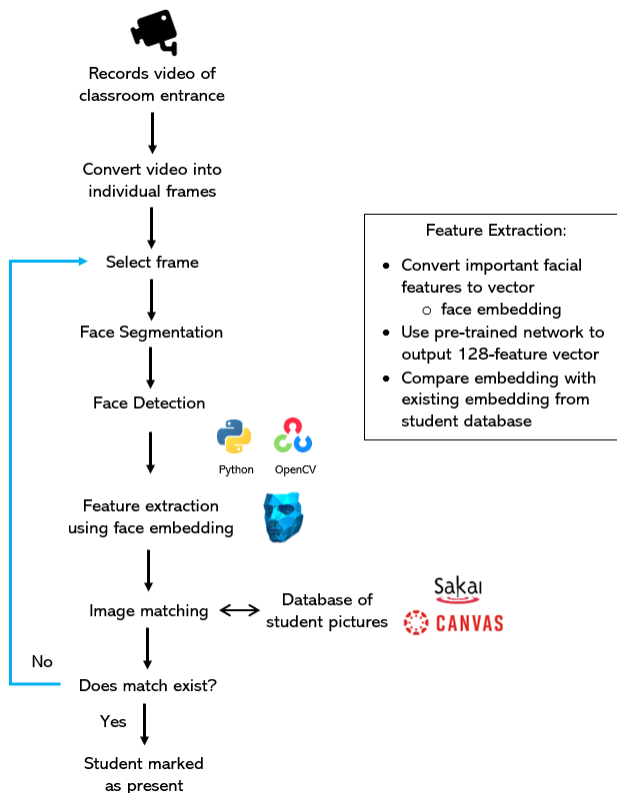 Records video of
classroom entrance
Convert video into
individual frames
Select frame
Face Segmentation
Face Detection
Python
OpenCV
Feature extraction
using face embedding
Image matching
Database of
student pictures
Sakai
CANVAS
No
Does match exist?
Yes
Student marked
as present
Feature Extraction:
• Convert important facial
features to vector
○ face embedding
• Use pre-trained network to
output 128-feature vector
• Compare embedding with
existing embedding from
student database